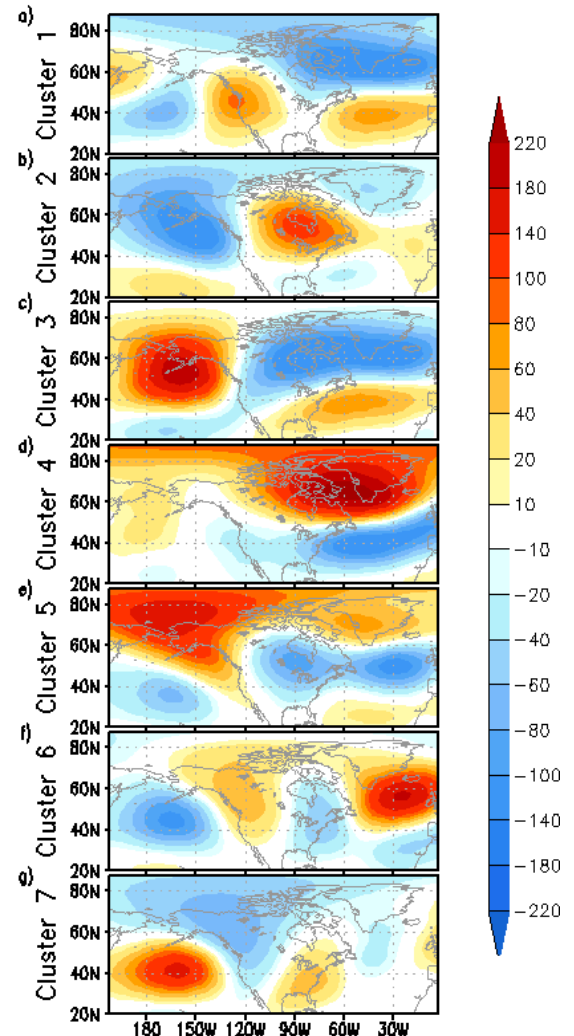 a)
Cluster 1
80N
60N
40N
20N
b)
Cluster 2
80N
60N
40N
20N
c)
Cluster 3
80N
60N
40N
20N
d)
Cluster 4
80N
60N
40N
20N
e)
Cluster 5
80N
60N
40N
20N
f)
Cluster 6
80N
60N
40N
20N
g)
Cluster 7
80N
60N
40N
20N
180 150W 120W 90W 60W 30W
220
180
140
100
80
60
40
20
10
-10
-20
-40
-60
-80
-100
-140
-180
-220